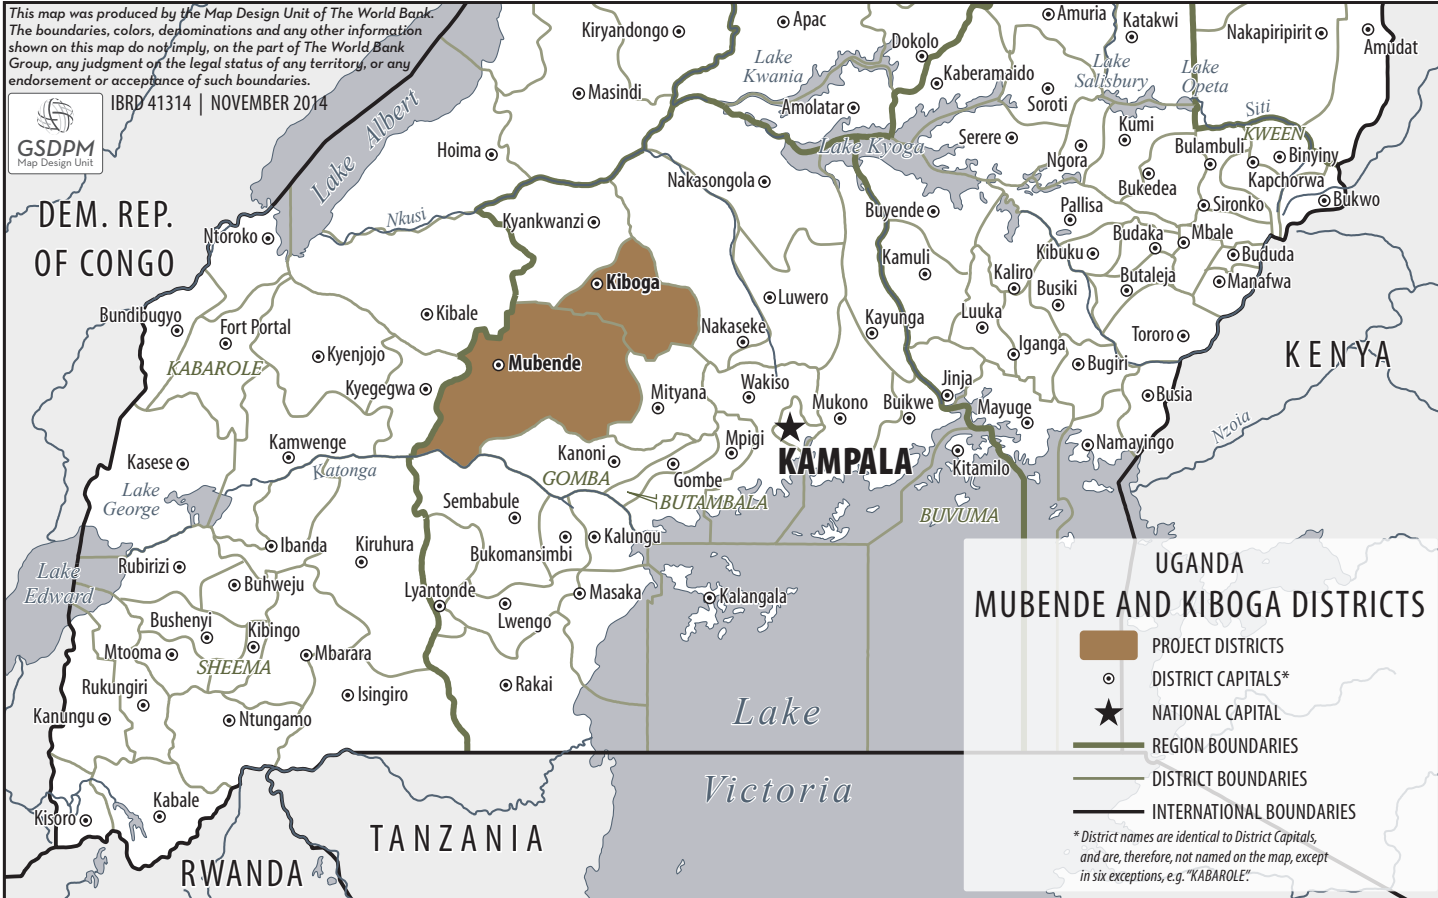 This map was produced by the Map Design Unit of The World Bank.
The boundaries, colors, denominations and any other information
shown on this map do not imply, on the part of The World Bank
Group, any judgment on the legal status of any territory, or any
endorsement or acceptance of such boundaries.
GSDPM
Map Design Unit
IBRD 41314 | NOVEMBER 2014
Kiryandongo
Apac
Amuria
Katakwi
Nakapiripirit
Amudat
Dokolo
Lake
Kwania
Kaberamaido
Lake
Salisbury
Lake
Opeta
Masindi
Amolatar
Soroti
Siti
Lake Albert
Kumi
KWEEN
Hoima
Lake Kyoga
Serere
Ngora
Bulambuli
Binyiny
Nakasongola
Bukedea
Kapchorwa
DEM. REP.
OF CONGO
Nkusi
Kyankwanzi
Buyende
Pallisa
Sironko
Bukwo
Ntoroko
Kamuli
Kibuku
Budaka
Mbale
Bududa
Kiboga
Kaliro
Butaleja
Manafwa
Luwero
Busiki
Bundibugyo
Fort Portal
Kibale
Nakaseke
Kayunga
Luuka
Tororo
KENYA
Kyenjojo
KABAROLE
Mubende
Iganga
Bugiri
Kyegegwa
Mityana
Wakiso
Mukono
Buikwe
Jinja
Mayuge
Busia
Nzoia
Kamwenge
Kasese
Katonga
Kanoni
Mpigi
KAMPALA
Namayingo
Kitamilo
Lake
George
GOMBA
Gombe
BUTAMBALA
BUVUMA
Sembabule
Ibanda
Kiruhura
Bukomansimbi
Kalungu
Rubirizi
Lake
Edward
Buhweju
Lyantonde
Masaka
Kalangala
Bushenyi
Kibingo
Lwengo
Mtooma
SHEEMA
Mbarara
Rukungiri
Isingiro
Rakai
Kanungu
Ntungamo
Lake
Victoria
Kisoro
Kabale
TANZANIA
RWANDA
UGANDA
MUBENDE AND KIBOGA DISTRICTS
PROJECT DISTRICTS
DISTRICT CAPITALS*
NATIONAL CAPITAL
REGION BOUNDARIES
DISTRICT BOUNDARIES
INTERNATIONAL BOUNDARIES
* District names are identical to District Capitals,
and are, therefore, not named on the map, except
in six exceptions, e.g. "KABAROLE".